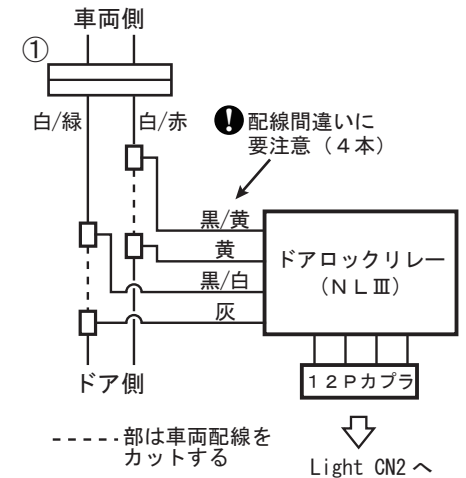 車両側
①
白/緑 白/赤
配線間違いに
要注意（４本）
黒/黄
黄
黒/白
灰
ドアロックリレー
（ＮＬⅢ）
１２Ｐカプラ
ドア側
-----部は車両配線を
カットする
Light CN2 へ